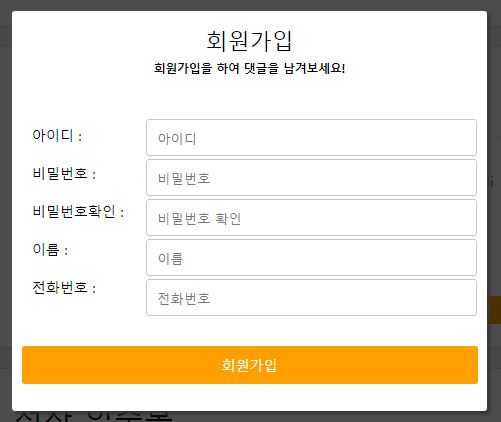 회원가입
회원가입을 하여 댓글을 남겨보세요!
아이디 : 아이디
비밀번호 : 비밀번호
비밀번호확인 : 비밀번호 확인
이름 : 이름
전화번호 : 전화번호
회원가입